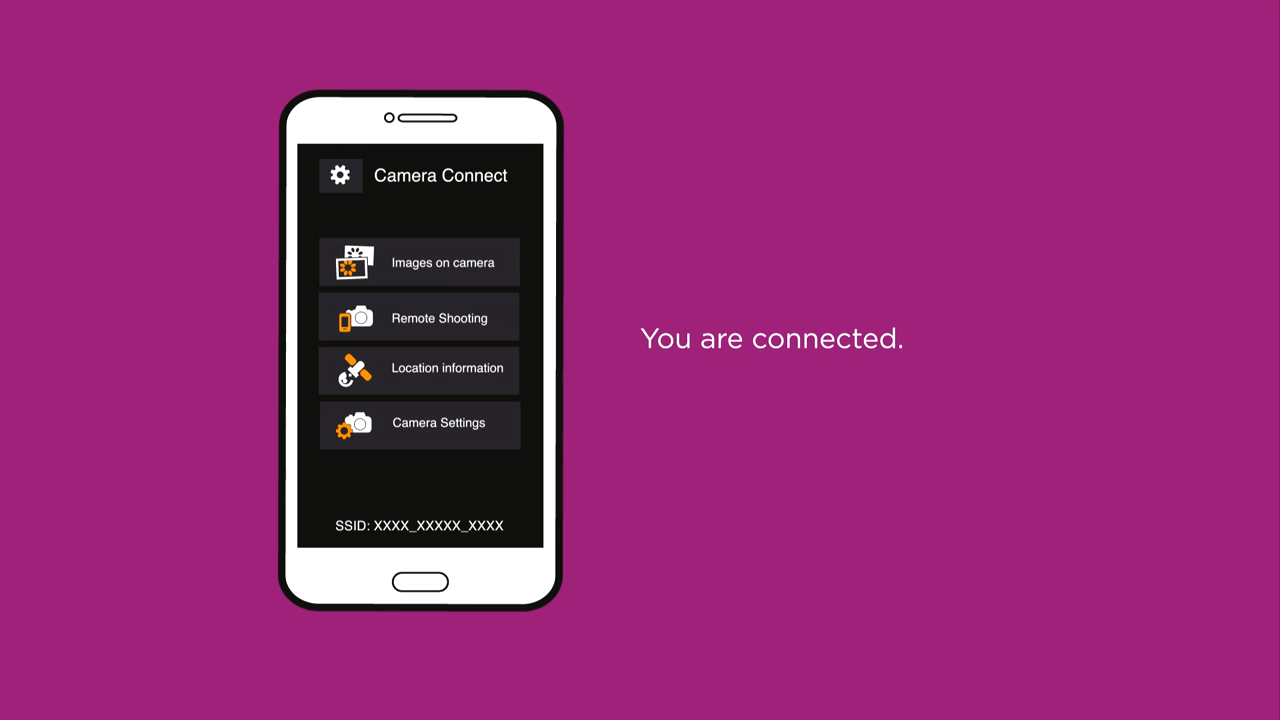 Camera Connect
Images on camera
Remote Shooting
Location information
Camera Settings
SSID: XXXX_XXXXX_XXXX
You are connected.